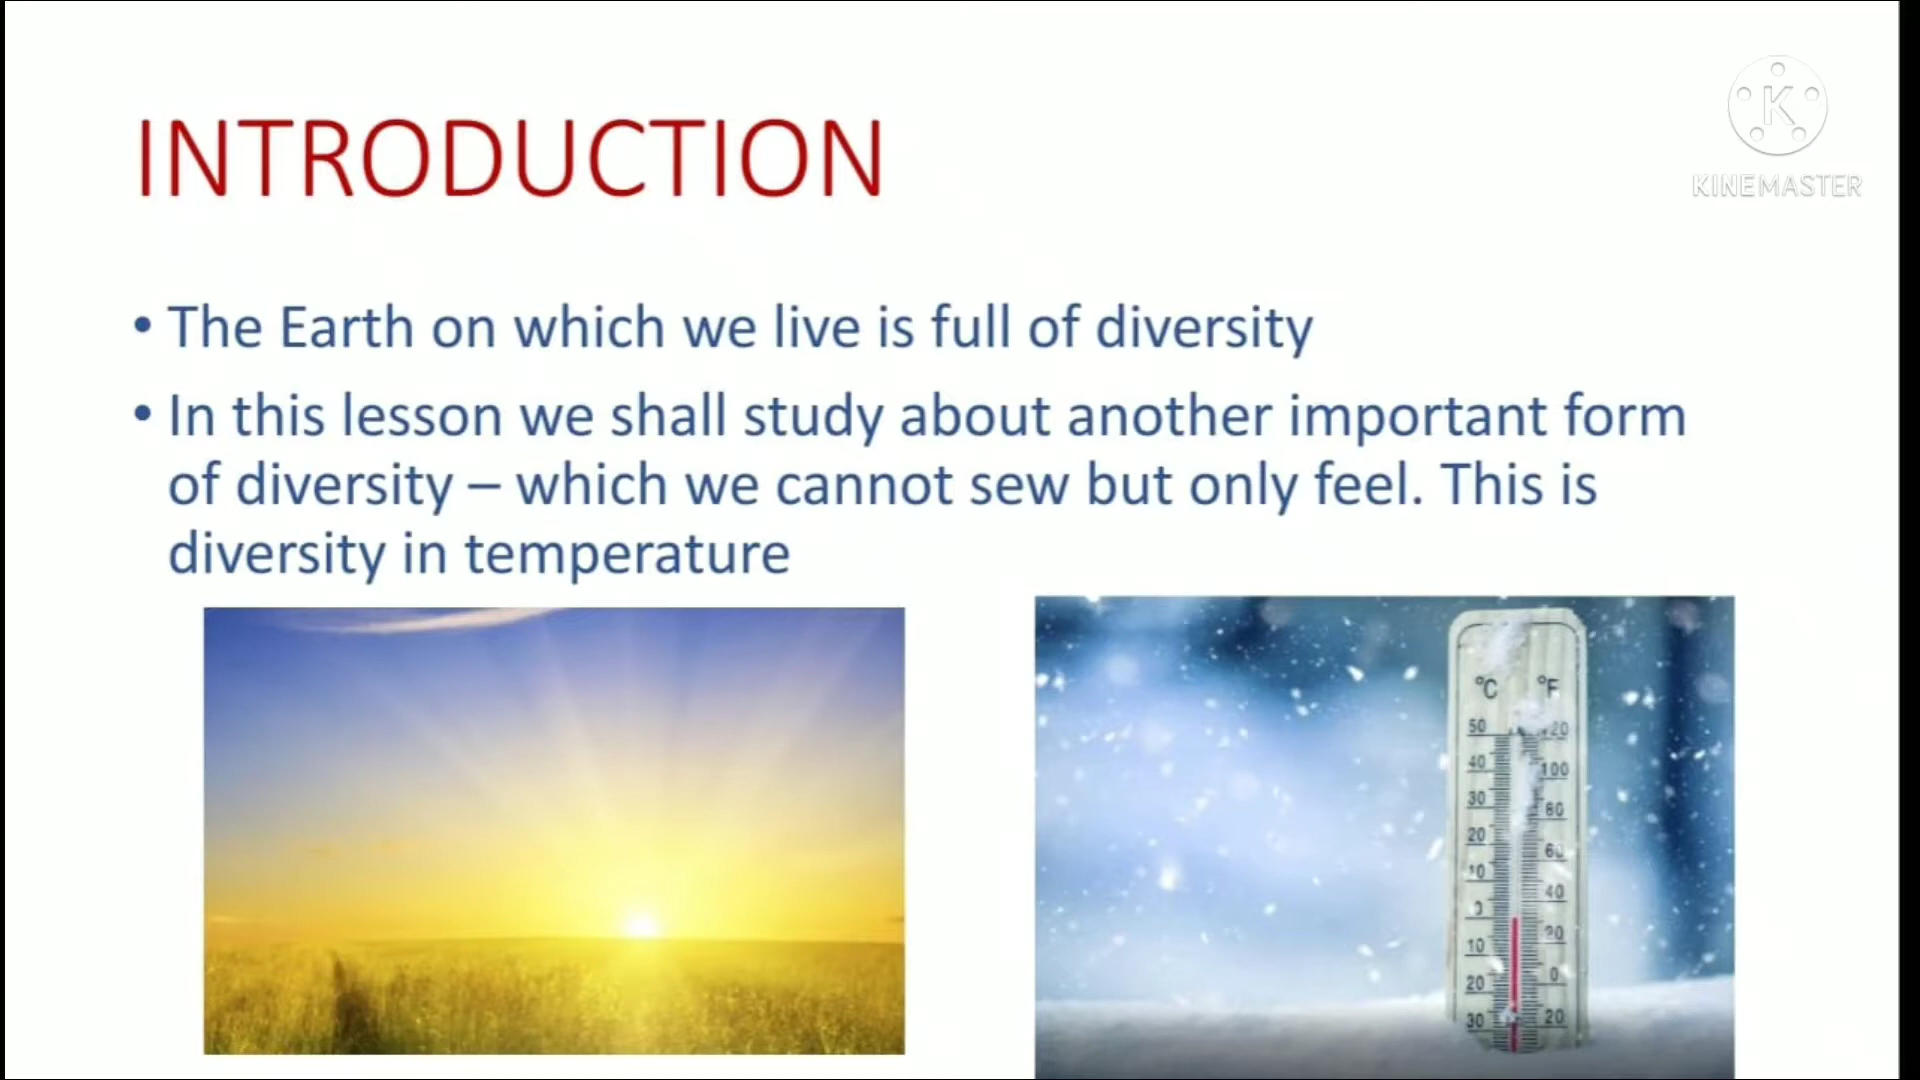 INTRODUCTION
K
KINEMASTER
• The Earth on which we live is full of diversity
• In this lesson we shall study about another important form
of diversity – which we cannot sew but only feel. This is
diversity in temperature
°C °F
50 120
40 100
30 80
20 60
10 40
0 20
10 0
20 20
30